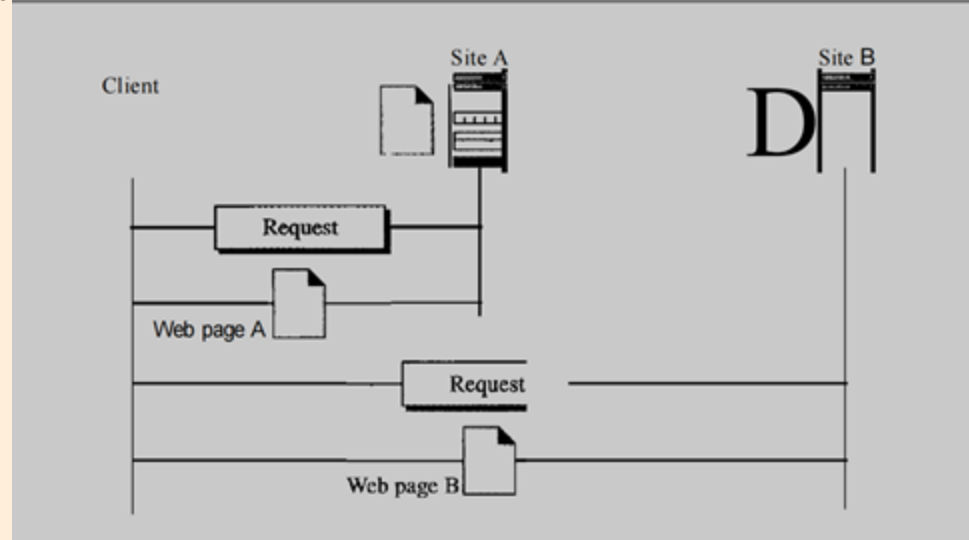 Site A
Site B
Client
D
Request
Web page A
Request
Web page B